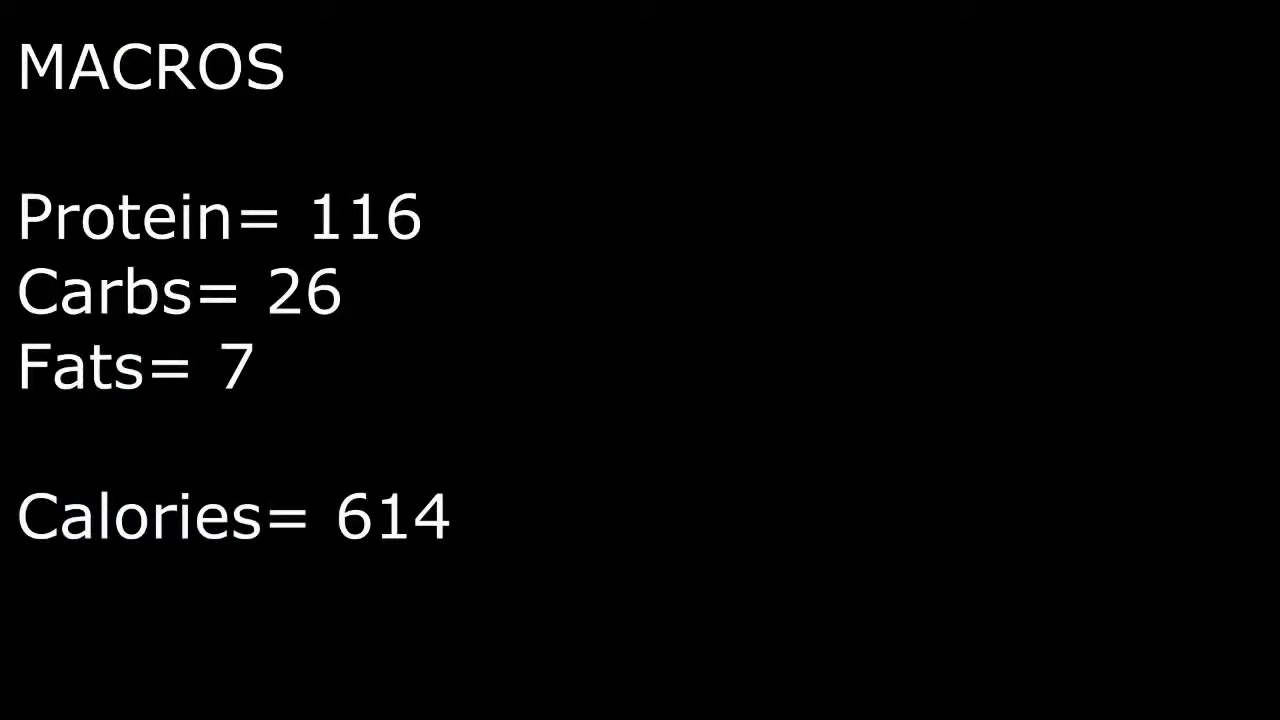 MACROS
Protein= 116
Carbs= 26
Fats= 7
Calories= 614